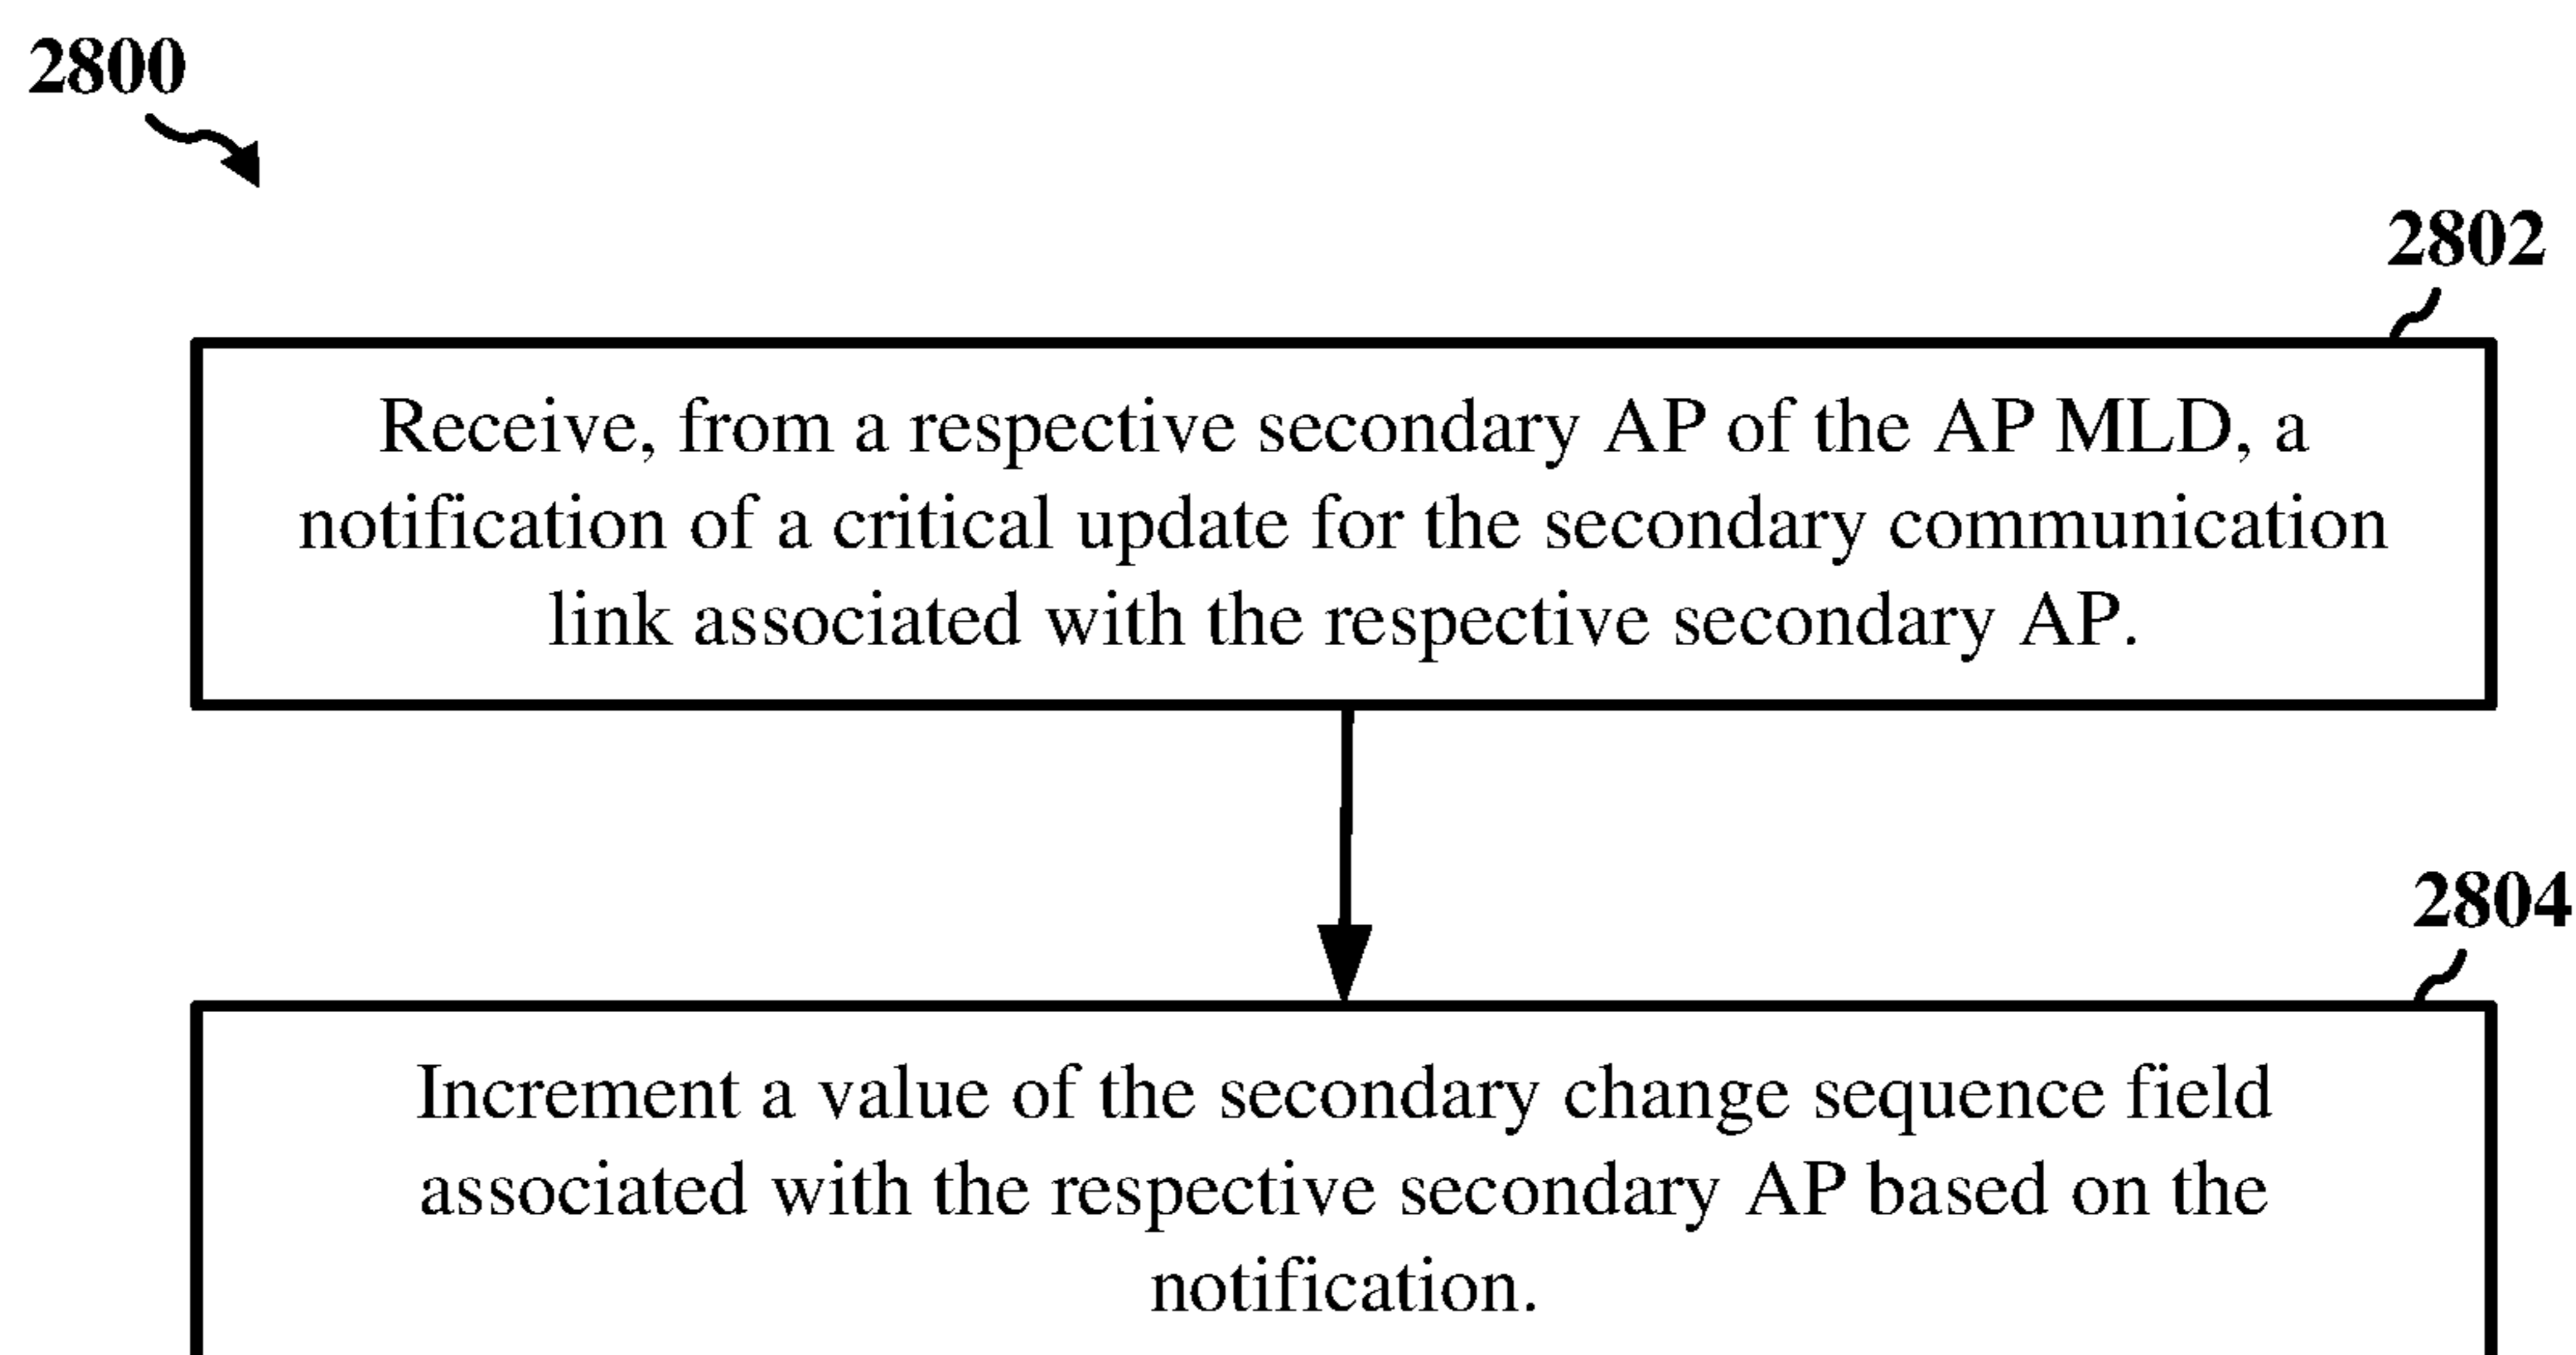 2800
2802
Receive, from a respective secondary AP of the AP MLD, a
notification of a critical update for the secondary communication
link associated with the respective secondary AP.
2804
Increment a value of the secondary change sequence field
associated with the respective secondary AP based on the
notification.